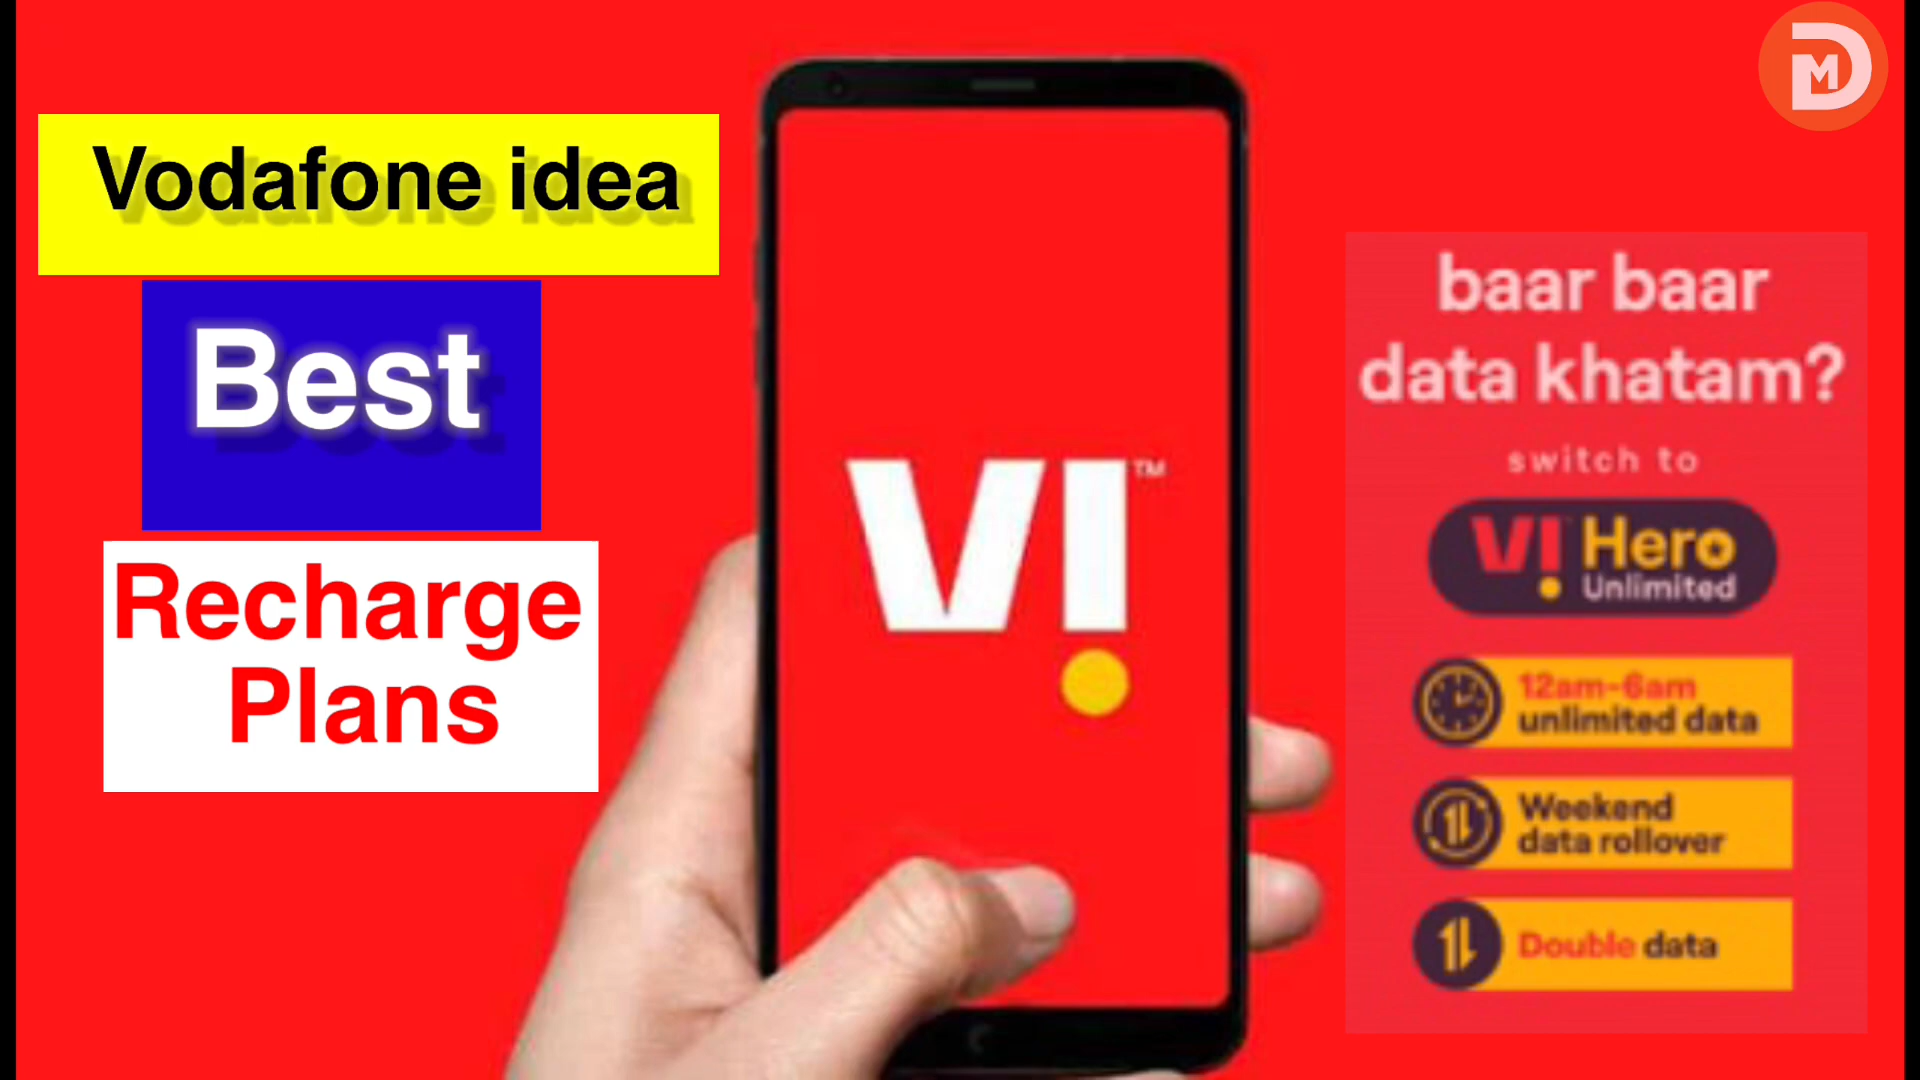 Vodafone idea
Best
Recharge
Plans
VI™
baar baar
data khatam?
switch to
VI Hero
Unlimited
12am-6am
unlimited data
Weekend
data rollover
Double data
DM